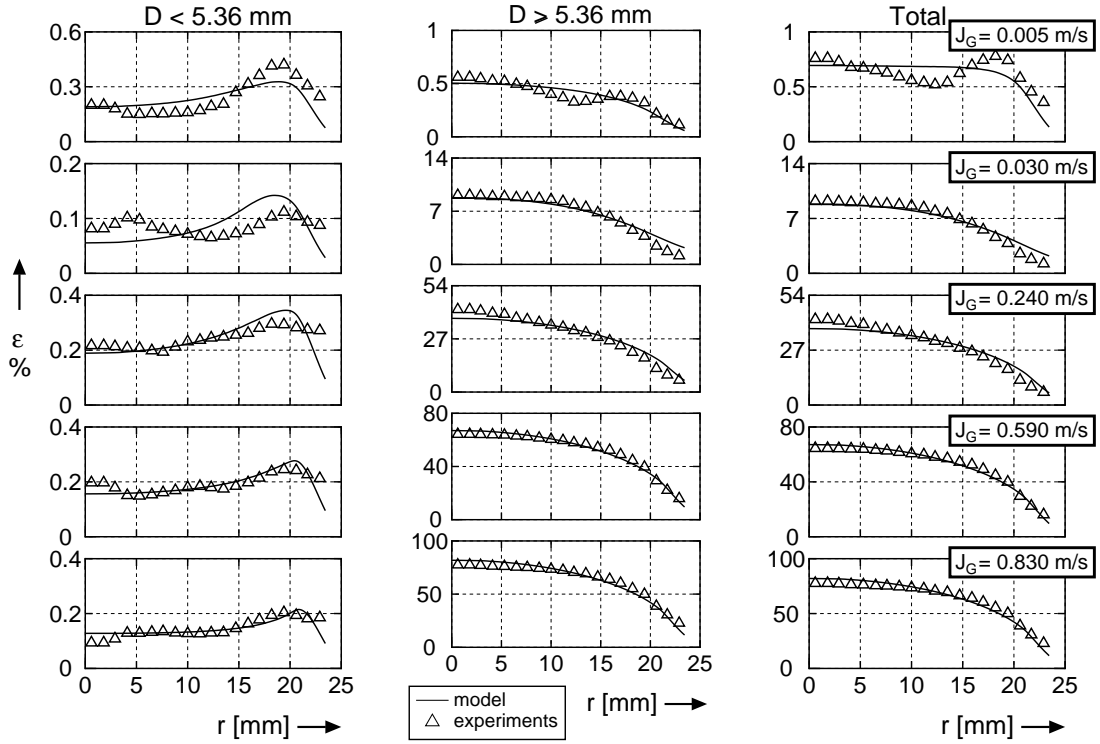 D < 5.36 mm
D ⩾ 5.36 mm
Total
J_G = 0.005 m/s
0.6
0.3
0
1
0.5
0
1
0.5
0
J_G = 0.030 m/s
0.2
0.1
0
14
7
0
14
7
0
J_G = 0.240 m/s
0.4
0.2
0
54
27
0
54
27
0
ε
%
J_G = 0.590 m/s
0.4
0.2
0
80
40
0
80
40
0
J_G = 0.830 m/s
0.4
0.2
0
100
50
0
100
50
0
0 5 10 15 20 25
0 5 10 15 20 25
0 5 10 15 20 25
r [mm]
r [mm]
r [mm]
model
experiments